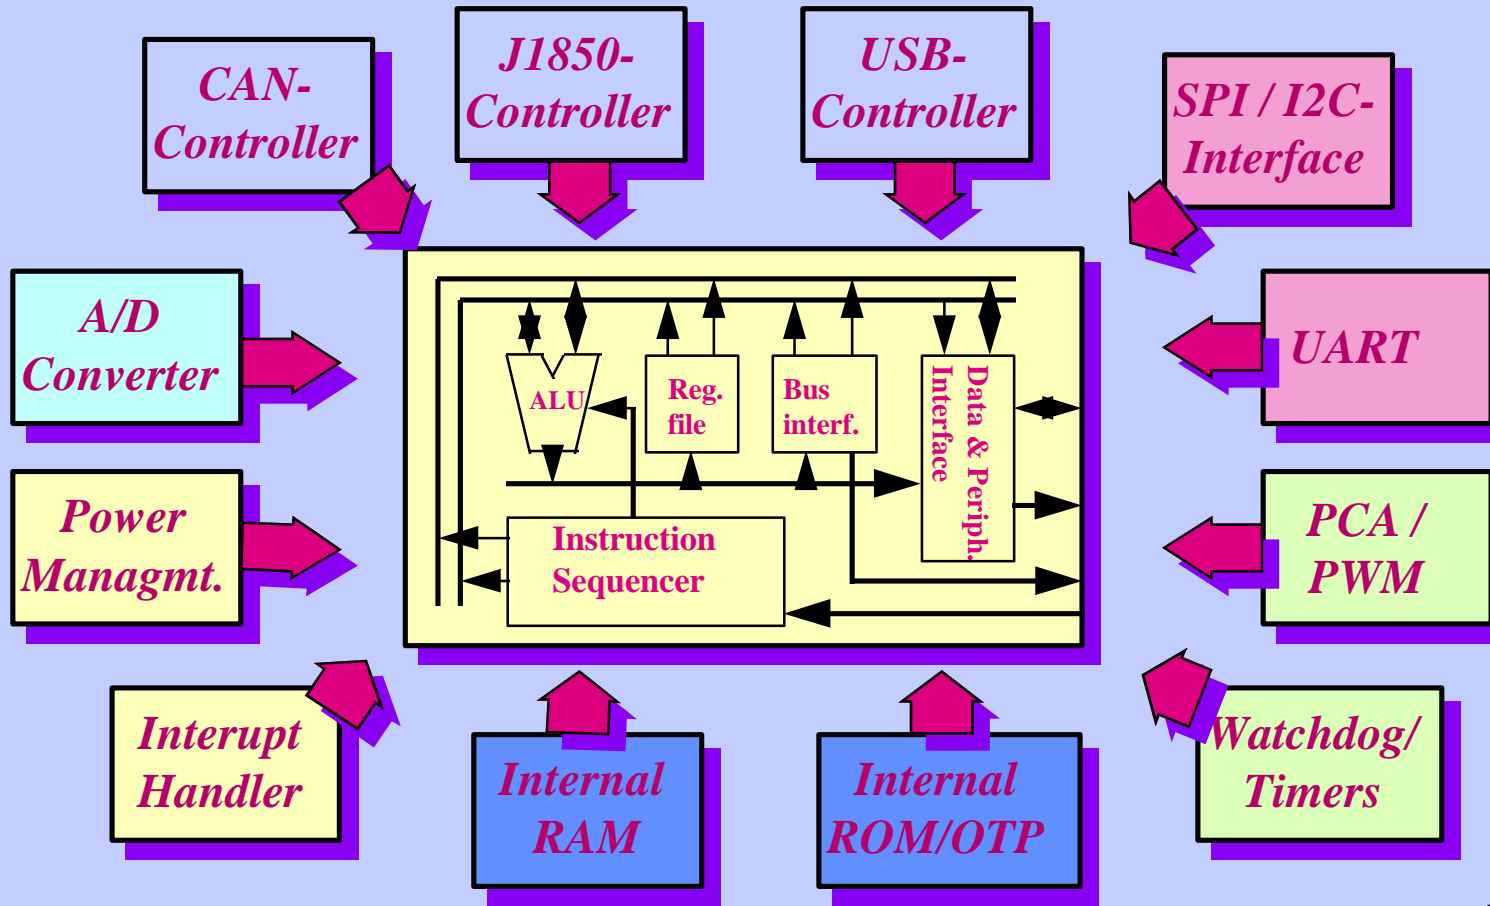 CAN-
Controller
J1850-
Controller
USB-
Controller
SPI / I2C-
Interface
A/D
Converter
UART
ALU
Reg.
file
Bus
interf.
Data & Periph.
Interface
Power
Managmt.
Instruction
Sequencer
PCA /
PWM
Interupt
Handler
Internal
RAM
Internal
ROM/OTP
Watchdog/
Timers